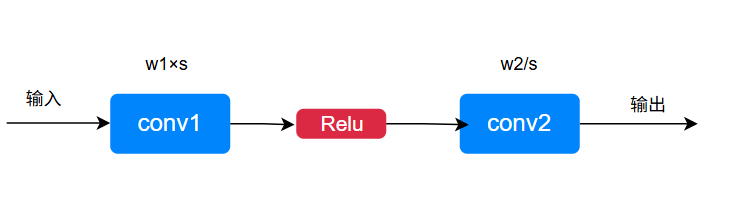 w1×s
w2/s
输入
conv1
Relu
conv2
输出